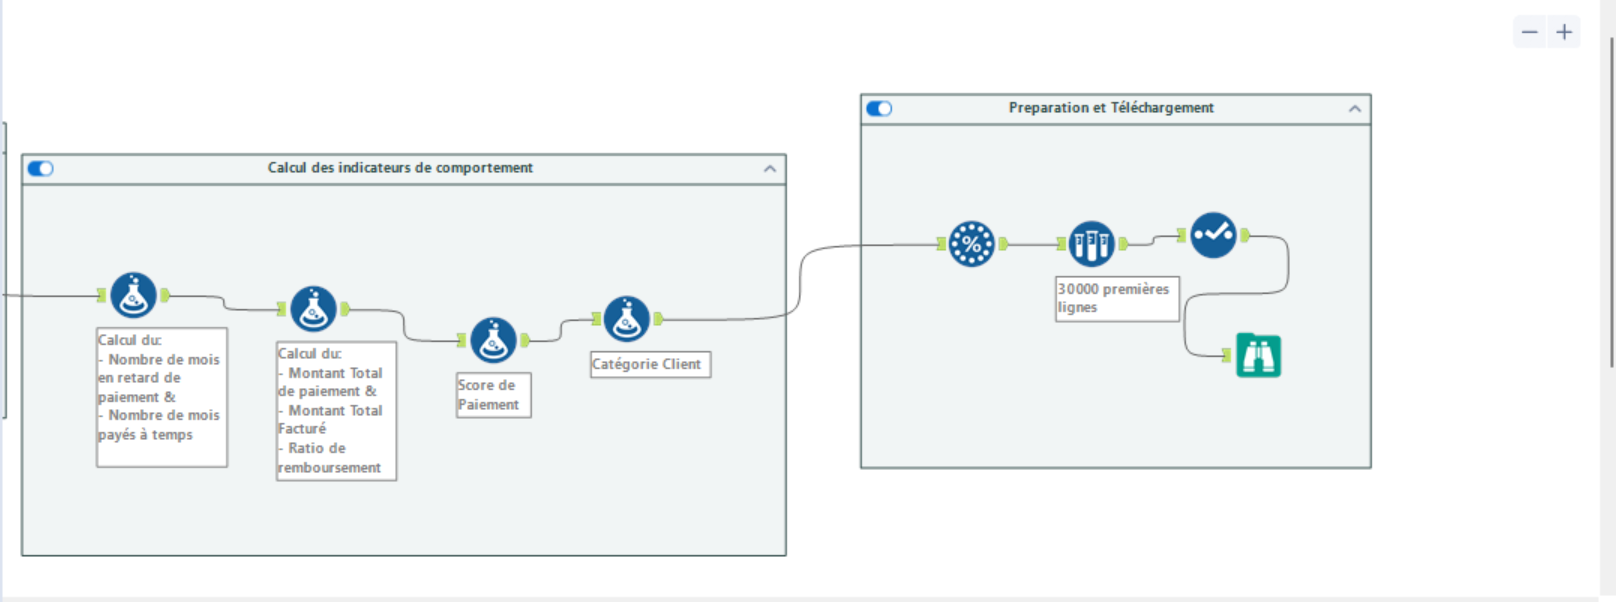 Calcul des indicateurs de comportement
Calcul du:
- Nombre de mois
en retard de
paiement &
- Nombre de mois
payés à temps
Calcul du:
- Montant Total
de paiement &
- Montant Total
Facturé
- Ratio de
remboursement
Score de
Paiement
Catégorie Client
Preparation et Téléchargement
%
30000 premières
lignes